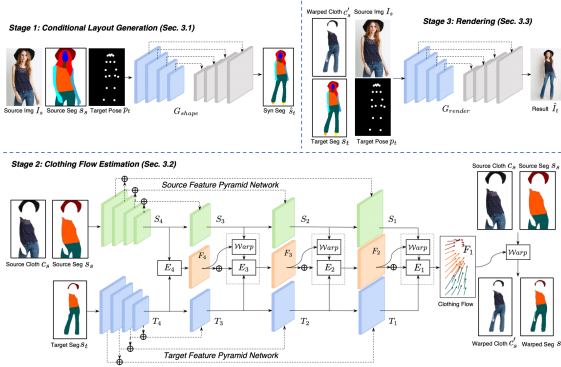 Stage 1: Conditional Layout Generation (Sec. 3.1)
Source Img I_s
Source Seg s_s
Target Pose p_t
G_shape
Syn Seg ŝ_t
Warped Cloth c'_s
Source Img I_s
Target Seg s_t
Target Pose p_t
Stage 3: Rendering (Sec. 3.3)
G_render
Result Î_t
Stage 2: Clothing Flow Estimation (Sec. 3.2)
Source Feature Pyramid Network
S_4
S_3
S_2
S_1
Source Cloth c_s
Source Seg s_s
F_4
F_3
F_2
F_1
Warp
Warp
Warp
E_4
E_3
E_2
E_1
Clothing Flow
Target Seg s_t
T_4
T_3
T_2
T_1
Target Feature Pyramid Network
Source Cloth c_s
Source Seg s_s
Warp
Warped Cloth c'_s
Warped Seg s